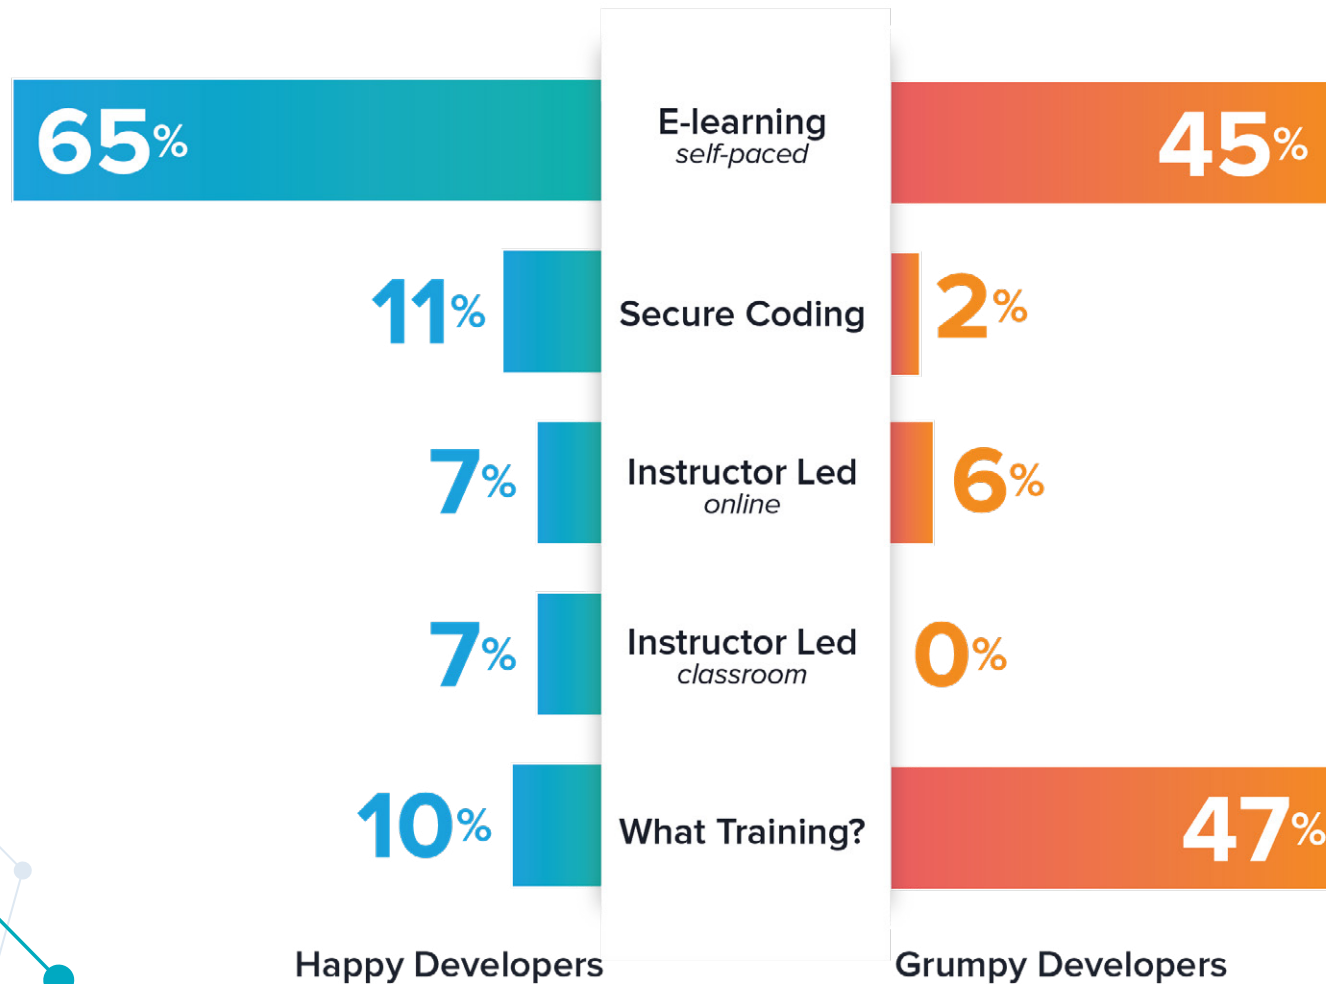 65% E-learning 45%
self-paced
11% Secure Coding 2%
7% Instructor Led 6%
online
7% Instructor Led 0%
classroom
10% What Training? 47%
Happy Developers Grumpy Developers